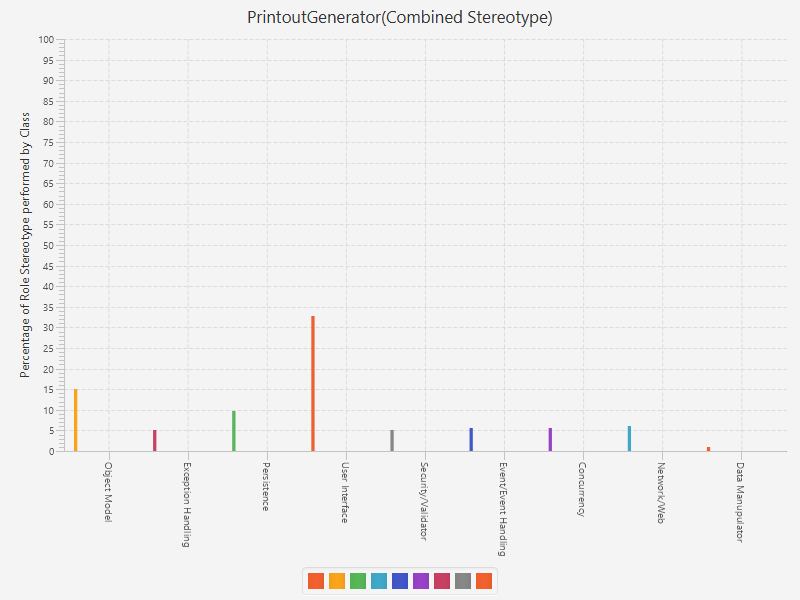 PrintoutGenerator(Combined Stereotype)
Percentage of Role Stereotype performed by Class
100
95
90
85
80
75
70
65
60
55
50
45
40
35
30
25
20
15
10
5
0
Object Model
Exception Handling
Persistence
User Interface
Security/Validator
Event/Event Handling
Concurrency
Network/Web
Data Manupulator